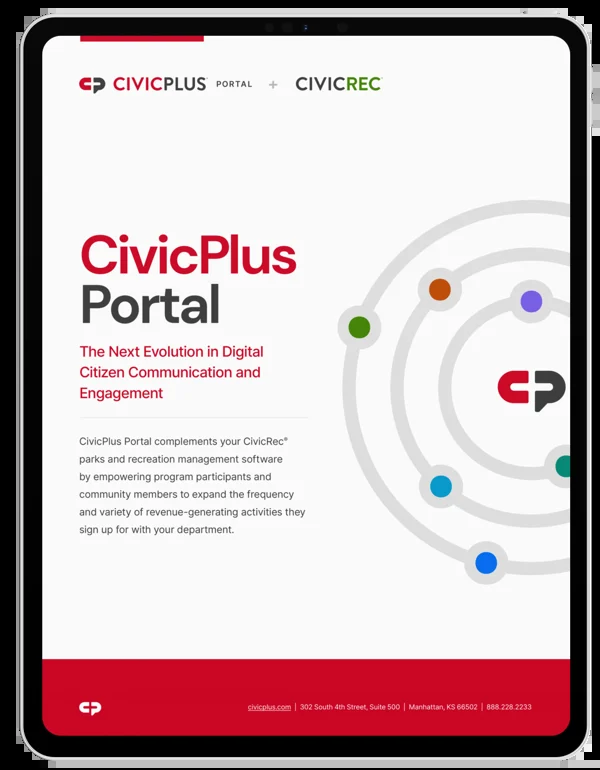 CIVICPLUS PORTAL + CIVICREC
CivicPlus
Portal
The Next Evolution in Digital
Citizen Communication and
Engagement
CivicPlus Portal complements your CivicRec®
parks and recreation management software
by empowering program participants and
community members to expand the frequency
and variety of revenue-generating activities they
sign up for with your department.
civicplus.com | 302 South 4th Street, Suite 500 | Manhattan, KS 66502 | 888.228.2233